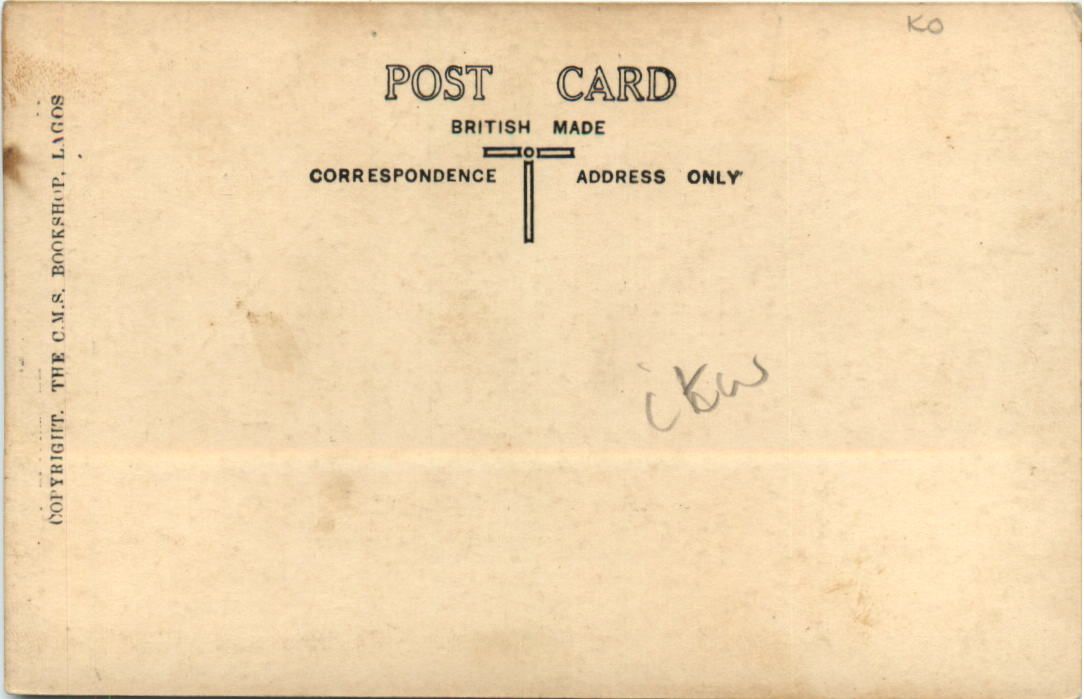 KO
POST CARD
BRITISH MADE
CORRESPONDENCE ADDRESS ONLY
COPYRIGHT. THE C.M.S. BOOKSHOP, LAGOS